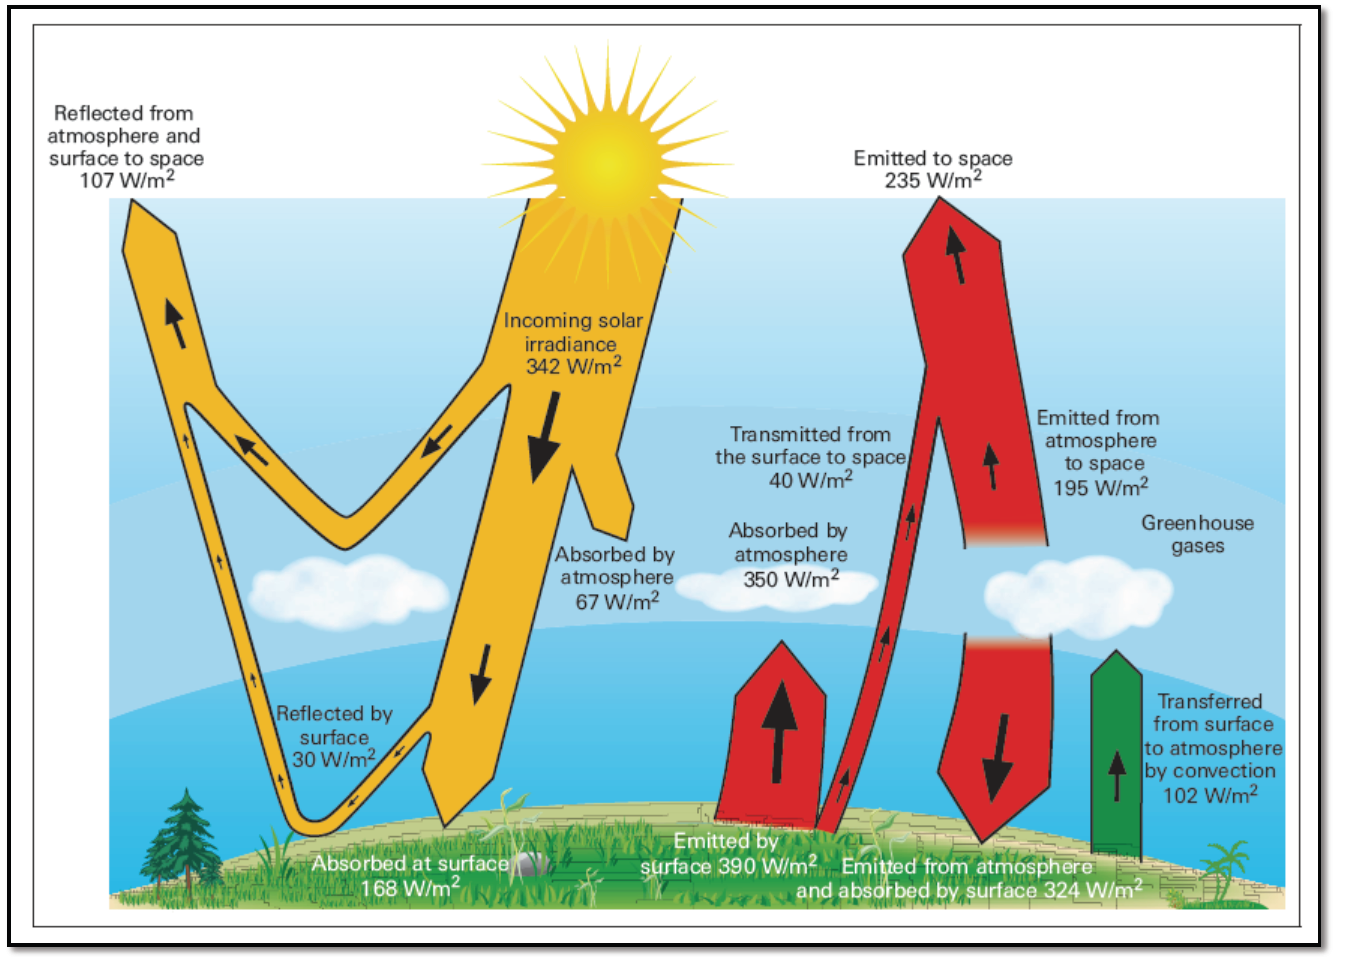 Reflected from
atmosphere and
surface to space
107 W/m²
Incoming solar
irradiance
342 W/m²
Absorbed by
atmosphere
67 W/m²
Reflected by
surface
30 W/m²
Absorbed at surface
168 W/m²
Emitted to space
235 W/m²
Transmitted from
the surface to space
40 W/m²
Absorbed by
atmosphere
350 W/m²
Emitted from
atmosphere
to space
195 W/m²
Greenhouse
gases
Transferred
from surface
to atmosphere
by convection
102 W/m²
Emitted by
surface 390 W/m²
Emitted from atmosphere
and absorbed by surface 324 W/m²